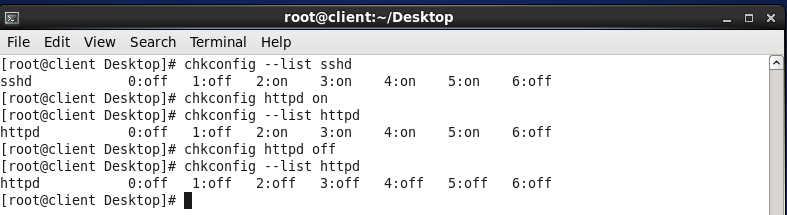 root@client:~/Desktop
File Edit View Search Terminal Help
[root@client Desktop]# chkconfig --list sshd
sshd 0:off 1:off 2:on 3:on 4:on 5:on 6:off
[root@client Desktop]# chkconfig httpd on
[root@client Desktop]# chkconfig --list httpd
httpd 0:off 1:off 2:on 3:on 4:on 5:on 6:off
[root@client Desktop]# chkconfig httpd off
[root@client Desktop]# chkconfig --list httpd
httpd 0:off 1:off 2:off 3:off 4:off 5:off 6:off
[root@client Desktop]#